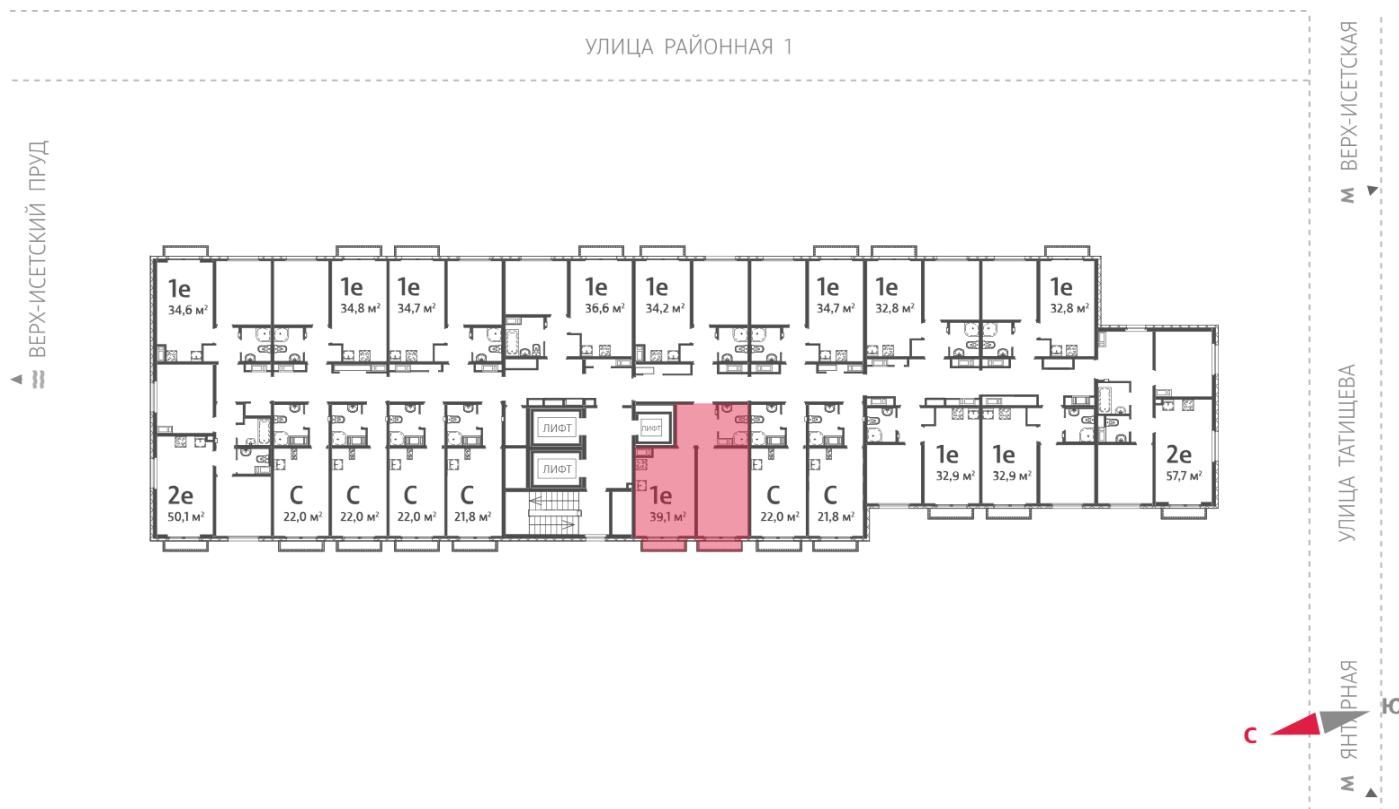 УЛИЦА РАЙОННАЯ 1
М ВЕРХ-ИСЕТСКАЯ
ВЕРХ-ИСЕТСКИЙ ПРУД
1е
34,6 м²
1е
34,8 м²
1е
34,7 м²
1е
36,6 м²
1е
34,2 м²
1е
34,7 м²
1е
32,8 м²
1е
32,8 м²
УЛИЦА ТАТИЩЕВА
ЛИФТ
ЛИФТ
ЛИФТ
2е
50,1 м²
С
22,0 м²
С
22,0 м²
С
22,0 м²
С
21,8 м²
1е
39,1 м²
С
22,0 м²
С
21,8 м²
1е
32,9 м²
1е
32,9 м²
2е
57,7 м²
С
Ю
М ЯНТАРНАЯ